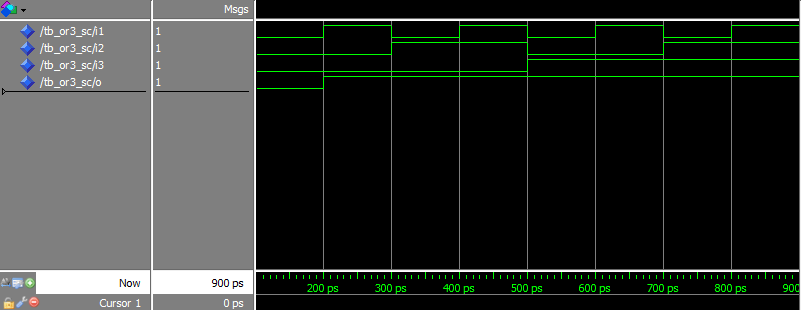 Msgs
/tb_or3_sc/i1 1
/tb_or3_sc/i2 1
/tb_or3_sc/i3 1
/tb_or3_sc/o 1
Now 900 ps
200 ps 300 ps 400 ps 500 ps 600 ps 700 ps 800 ps 900
Cursor 1 0 ps